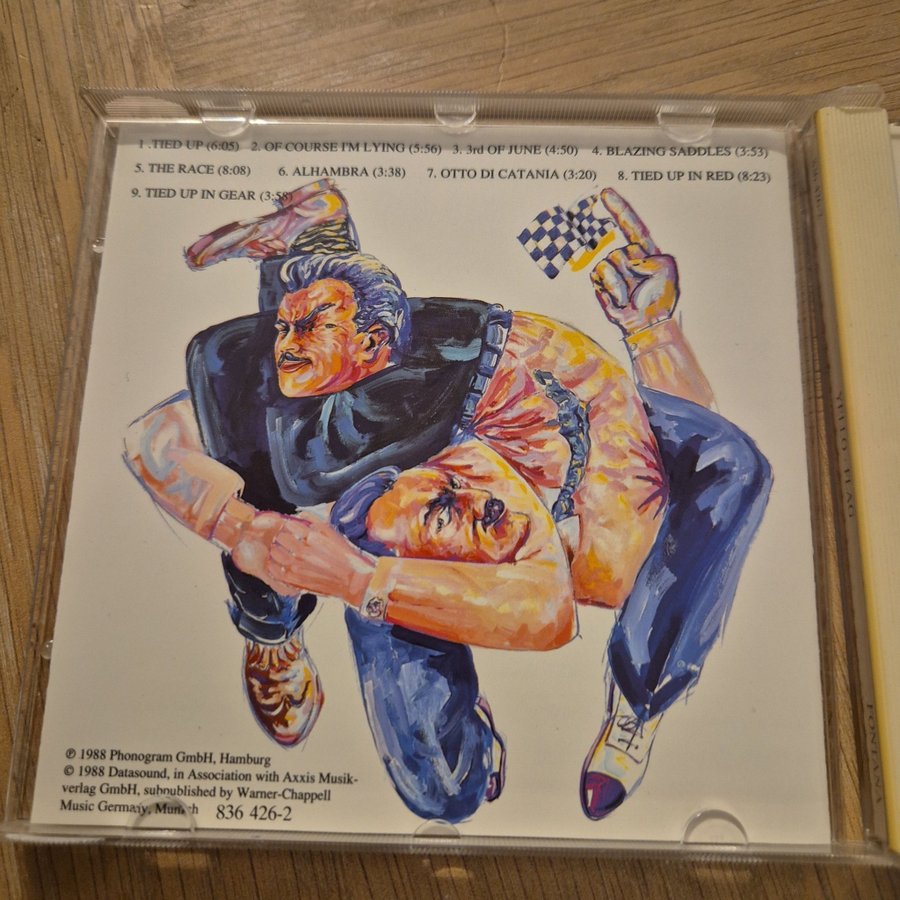 1 .TIED UP (6:05) 2. OF COURSE I'M LYING (5:56) 3. 3rd OF JUNE (4:50) 4. BLAZING SADDLES (3:53)
5. THE RACE (8:08) 6. ALHAMBRA (3:38) 7. OTTO DI CATANIA (3:20) 8. TIED UP IN RED (8:23)
9. TIED UP IN GEAR (3:58)
℗ 1988 Phonogram GmbH, Hamburg
© 1988 Datasound, in Association with Axxis Musik-
verlag GmbH, subpublished by Warner-Chappell
Music Germany, Munich 836 426-2
YELLO FLAG
FONTANA